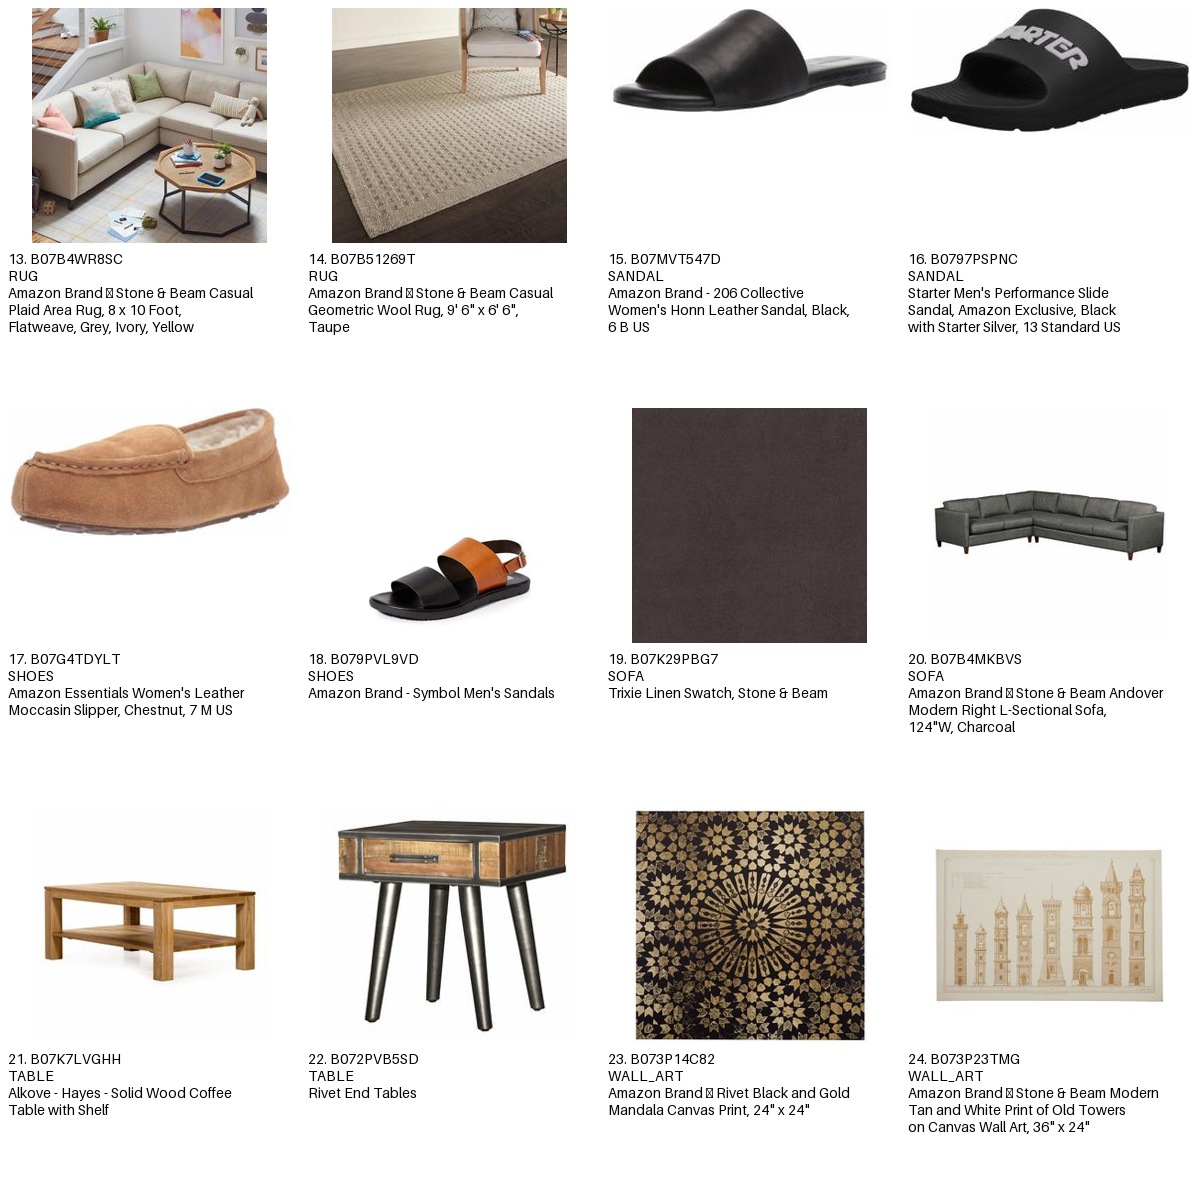 ARTER
13. B07B4WR8SC
RUG
Amazon Brand – Stone & Beam Casual
Plaid Area Rug, 8 x 10 Foot,
Flatweave, Grey, Ivory, Yellow
14. B07B51269T
RUG
Amazon Brand – Stone & Beam Casual
Geometric Wool Rug, 9' 6" x 6' 6",
Taupe
15. B07MVT547D
SANDAL
Amazon Brand - 206 Collective
Women's Honn Leather Sandal, Black,
6 B US
16. B0797PSPNC
SANDAL
Starter Men's Performance Slide
Sandal, Amazon Exclusive, Black
with Starter Silver, 13 Standard US
17. B07G4TDYLT
SHOES
Amazon Essentials Women's Leather
Moccasin Slipper, Chestnut, 7 M US
18. B079PVL9VD
SHOES
Amazon Brand - Symbol Men's Sandals
19. B07K29PBG7
SOFA
Trixie Linen Swatch, Stone & Beam
20. B07B4MKBVS
SOFA
Amazon Brand – Stone & Beam Andover
Modern Right L-Sectional Sofa,
124"W, Charcoal
21. B07K7LVGHH
TABLE
Alkove - Hayes - Solid Wood Coffee
Table with Shelf
22. B072PVB5SD
TABLE
Rivet End Tables
23. B073P14C82
WALL_ART
Amazon Brand – Rivet Black and Gold
Mandala Canvas Print, 24" x 24"
24. B073P23TMG
WALL_ART
Amazon Brand – Stone & Beam Modern
Tan and White Print of Old Towers
on Canvas Wall Art, 36" x 24"